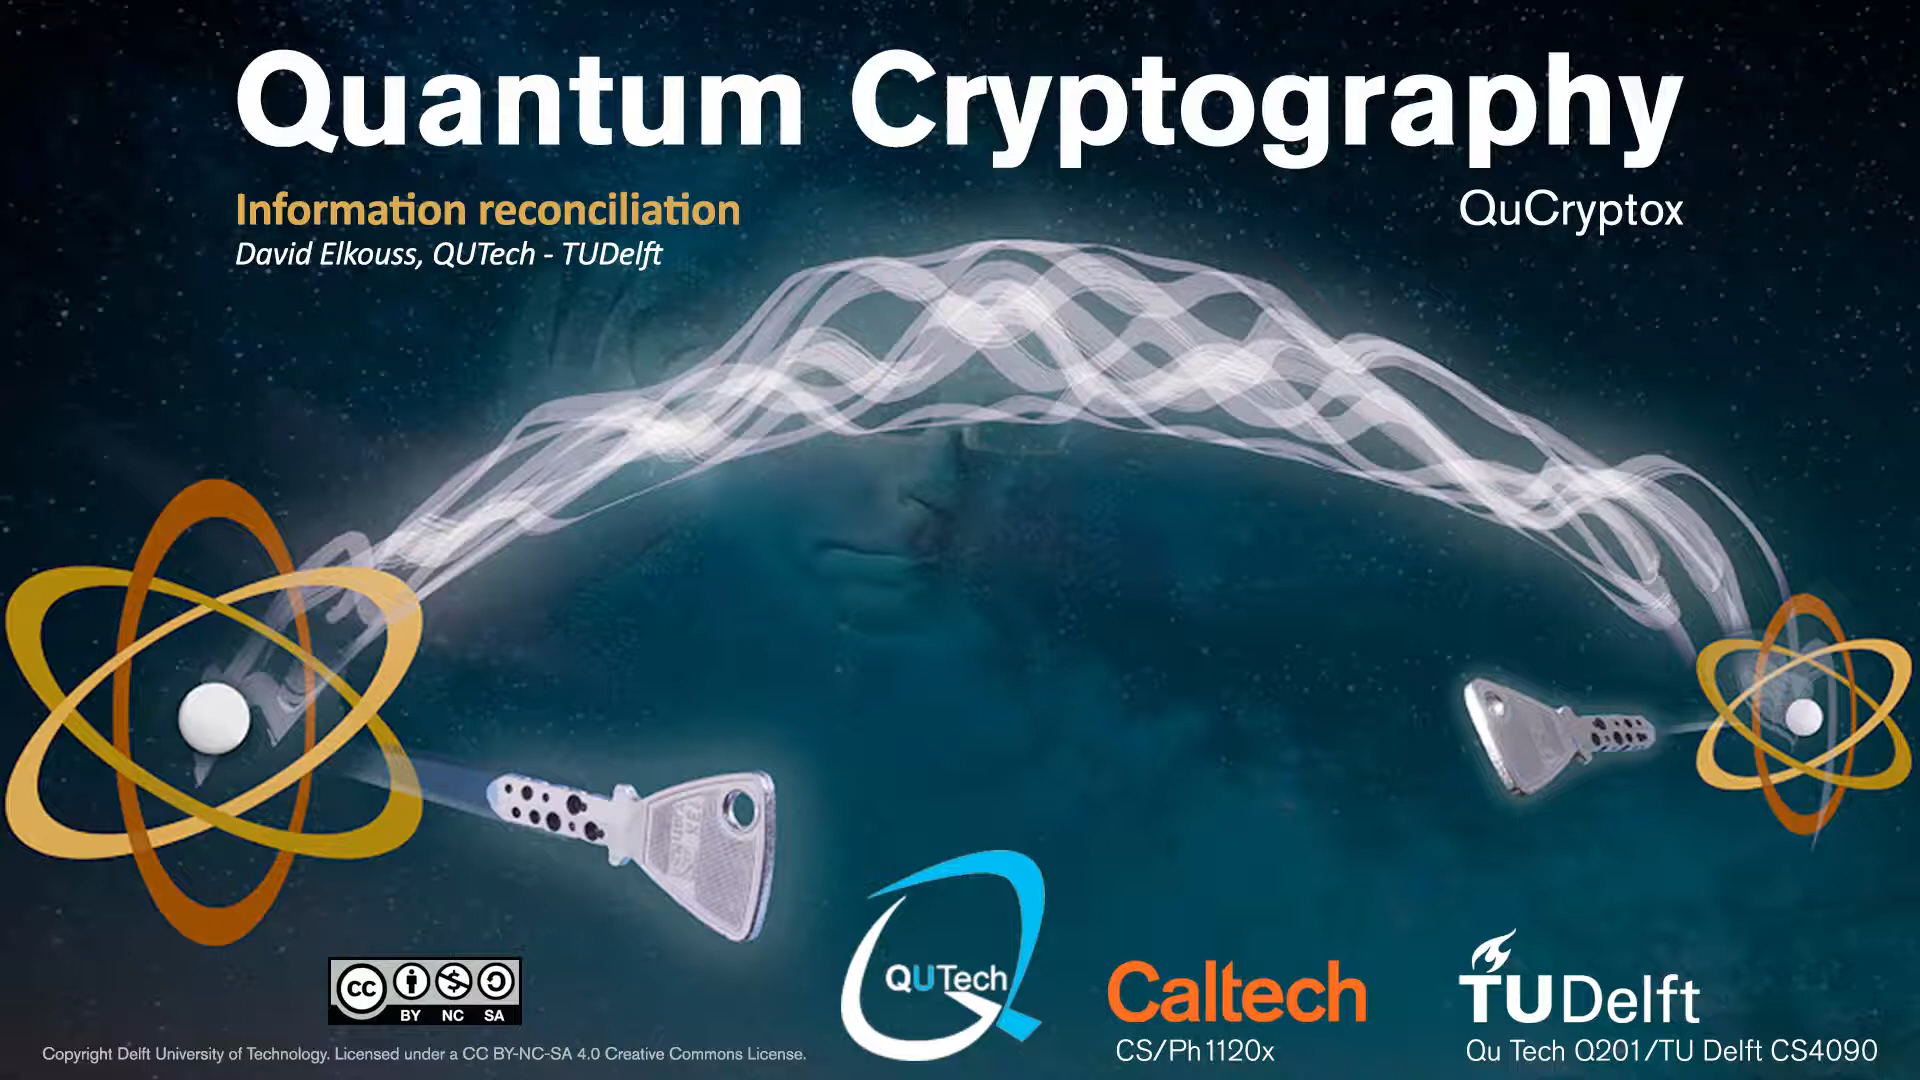 Quantum Cryptography
Information reconciliation
QuCryptox
David Elkouss, QUTech - TUDelft
QUTech
Caltech
TUDelft
cc
BY NC SA
CS/Ph1120x
Qu Tech Q201/TU Delft CS4090
Copyright Delft University of Technology. Licensed under a CC BY-NC-SA 4.0 Creative Commons License.